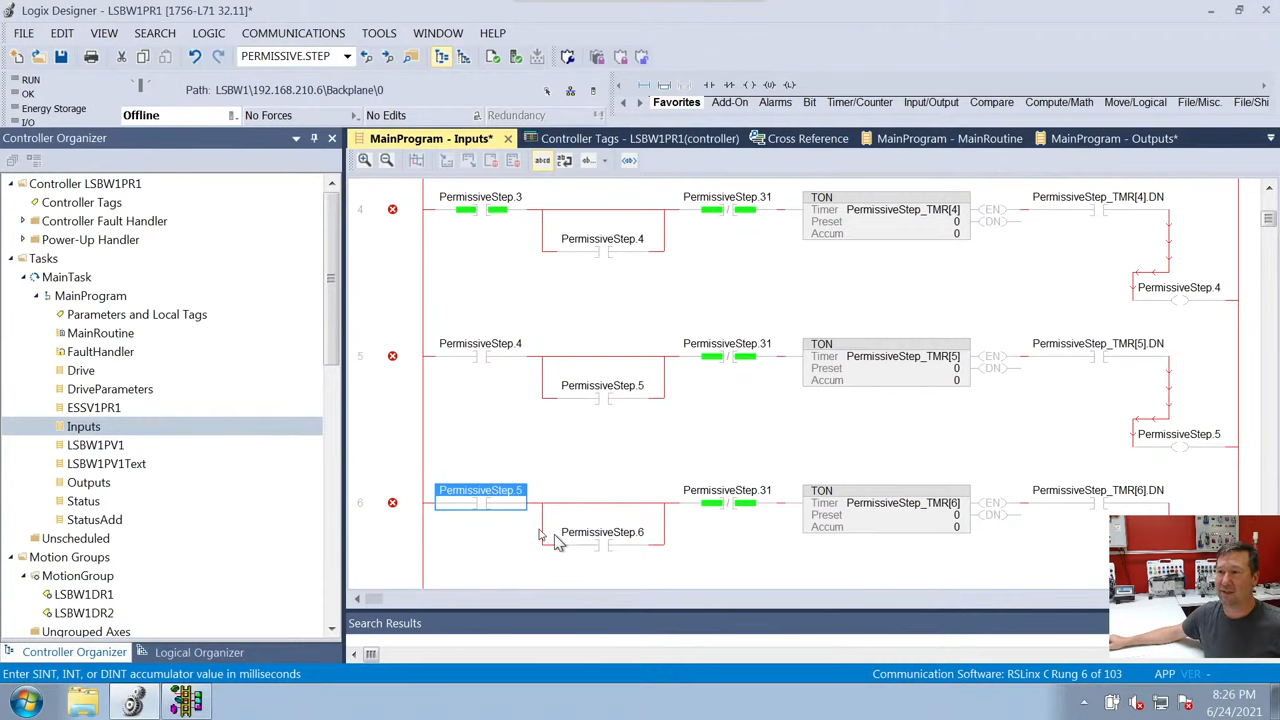 Logix Designer - LSBW1PR1 [1756-L71 32.11]*
FILE EDIT VIEW SEARCH LOGIC COMMUNICATIONS TOOLS WINDOW HELP
PERMISSIVE.STEP
RUN
OK
Energy Storage
I/O
Path: LSBW1\192.168.210.6\Backplane\0
Offline No Forces No Edits Redundancy
Favorites Add-On Alarms Bit Timer/Counter Input/Output Compare Compute/Math Move/Logical File/Misc. File/Shi
Controller Organizer
MainProgram - Inputs* Controller Tags - LSBW1PR1(controller) Cross Reference MainProgram - MainRoutine MainProgram - Outputs*
Controller LSBW1PR1
Controller Tags
Controller Fault Handler
Power-Up Handler
Tasks
MainTask
MainProgram
Parameters and Local Tags
MainRoutine
FaultHandler
Drive
DriveParameters
ESSV1PR1
Inputs
LSBW1PV1
LSBW1PV1Text
Outputs
Status
StatusAdd
Unscheduled
Motion Groups
MotionGroup
LSBW1DR1
LSBW1DR2
Ungrouped Axes
Controller Organizer Logical Organizer
PermissiveStep.3 PermissiveStep.31 TON PermissiveStep_TMR[4].DN
4 Timer PermissiveStep_TMR[4] EN
Preset 0 DN
Accum 0
PermissiveStep.4
PermissiveStep.4
PermissiveStep.4 PermissiveStep.31 TON PermissiveStep_TMR[5].DN
5 Timer PermissiveStep_TMR[5] EN
Preset 0 DN
Accum 0
PermissiveStep.5
PermissiveStep.5
PermissiveStep.5 PermissiveStep.31 TON PermissiveStep_TMR[6].DN
6 Timer PermissiveStep_TMR[6] EN
Preset 0 DN
Accum 0
PermissiveStep.6
Search Results
Enter SINT, INT, or DINT accumulator value in milliseconds
Communication Software: RSLinx C Rung 6 of 103 APP VER -
8:26 PM
6/24/2021